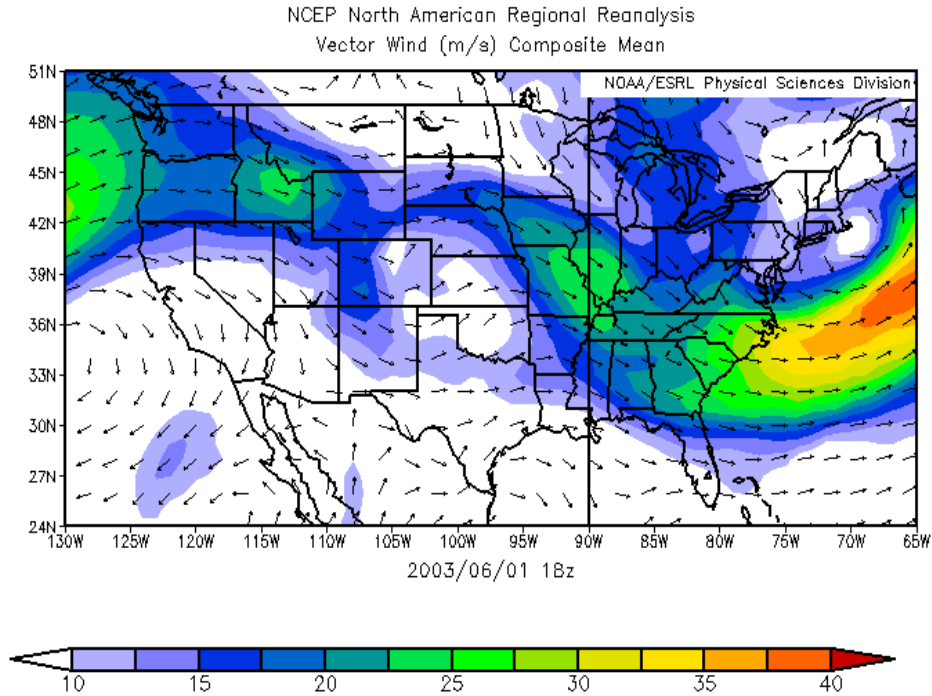 NCEP North American Regional Reanalysis
Vector Wind (m/s) Composite Mean
NOAA/ESRL Physical Sciences Division
51N
48N
45N
42N
39N
36N
33N
30N
27N
24N
130W 125W 120W 115W 110W 105W 100W 95W 90W 85W 80W 75W 70W 65W
2003/06/01 18z
10 15 20 25 30 35 40